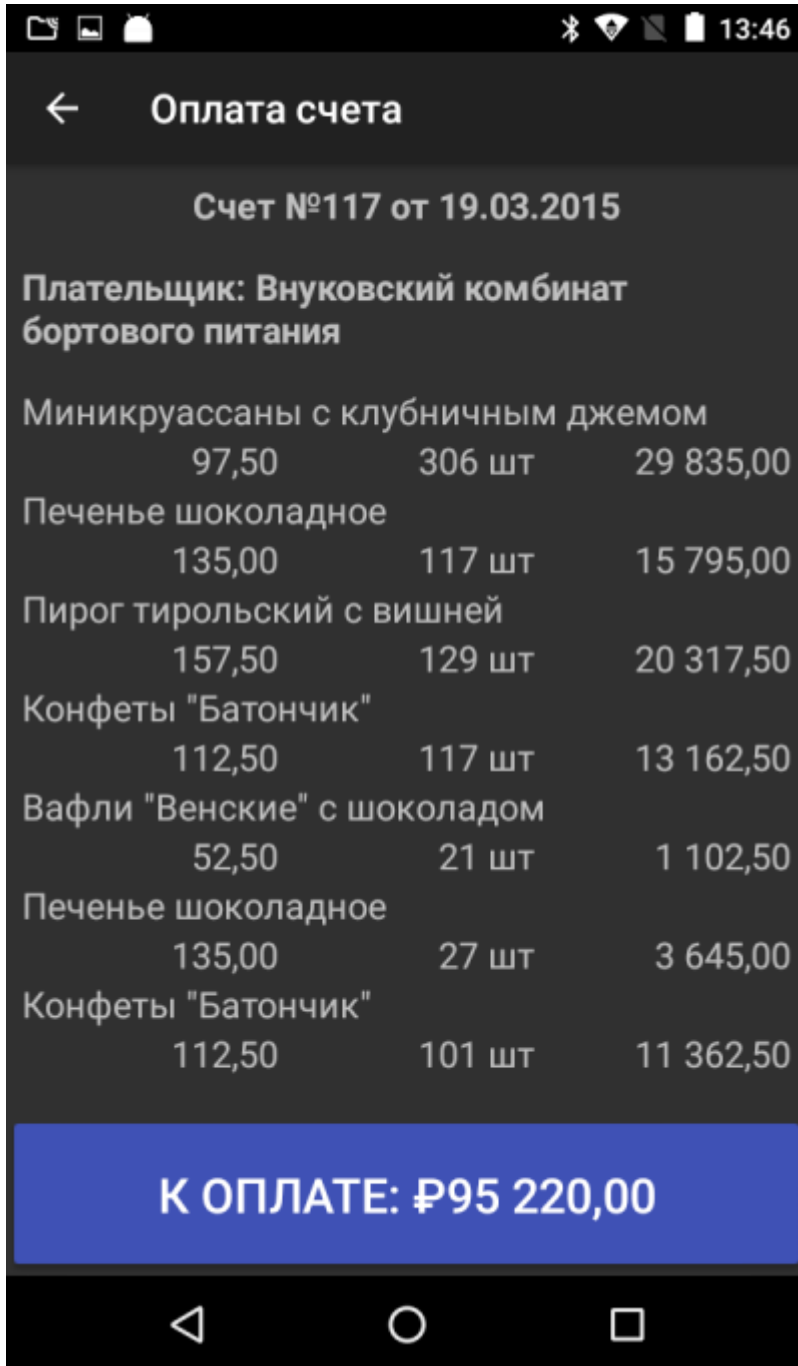 13:46
Оплата счета
Счет №117 от 19.03.2015
Плательщик: Внуковский комбинат
бортового питания
Миникруассаны с клубничным джемом
97,50 306 шт 29 835,00
Печенье шоколадное
135,00 117 шт 15 795,00
Пирог тирольский с вишней
157,50 129 шт 20 317,50
Конфеты "Батончик"
112,50 117 шт 13 162,50
Вафли "Венские" с шоколадом
52,50 21 шт 1 102,50
Печенье шоколадное
135,00 27 шт 3 645,00
Конфеты "Батончик"
112,50 101 шт 11 362,50
К ОПЛАТЕ: ₽95 220,00